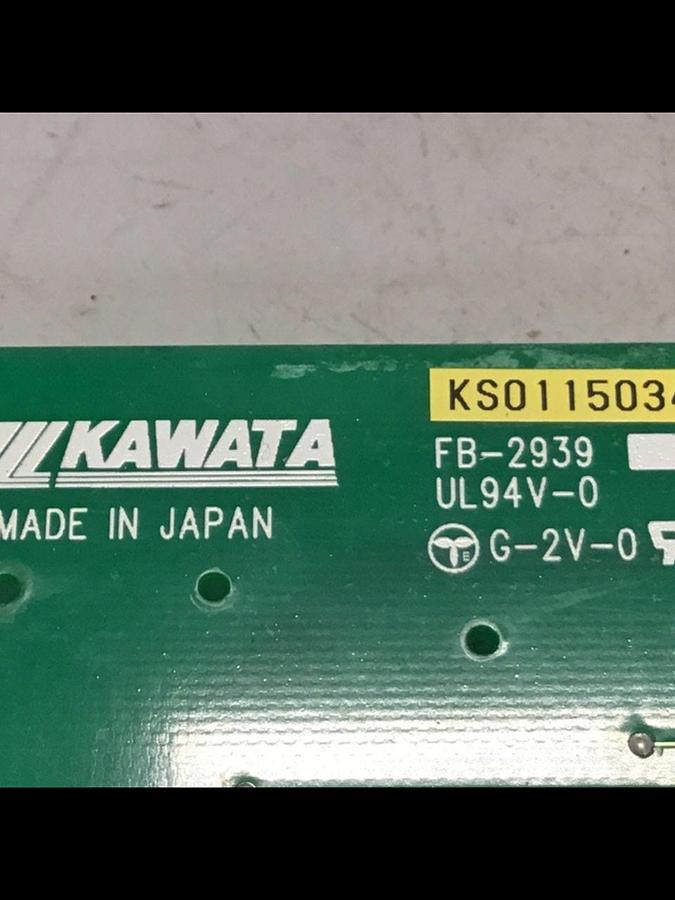 KS0115034
KAWATA
FB-2939
UL94V-0
MADE IN JAPAN
E G-2V-0